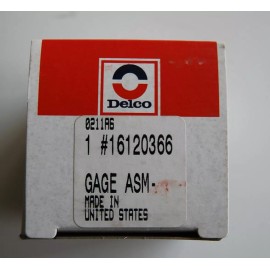 Delco
0211A6
1 #16120366
GAGE ASM-
MADE IN
UNITED STATES